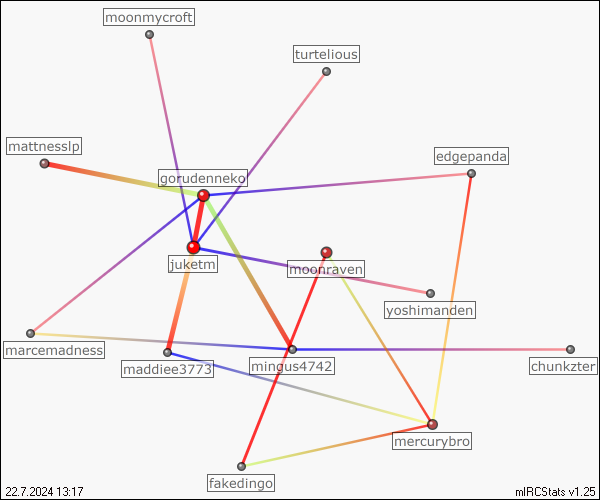 moonmycroft
turtelious
mattnesslp
edgepanda
gorudenneko
juketm
moonraven
yoshimanden
marcemadness
maddiee3773
mingus4742
chunkzter
mercurybro
fakedingo
22.7.2024 13:17
mIRCStats v1.25